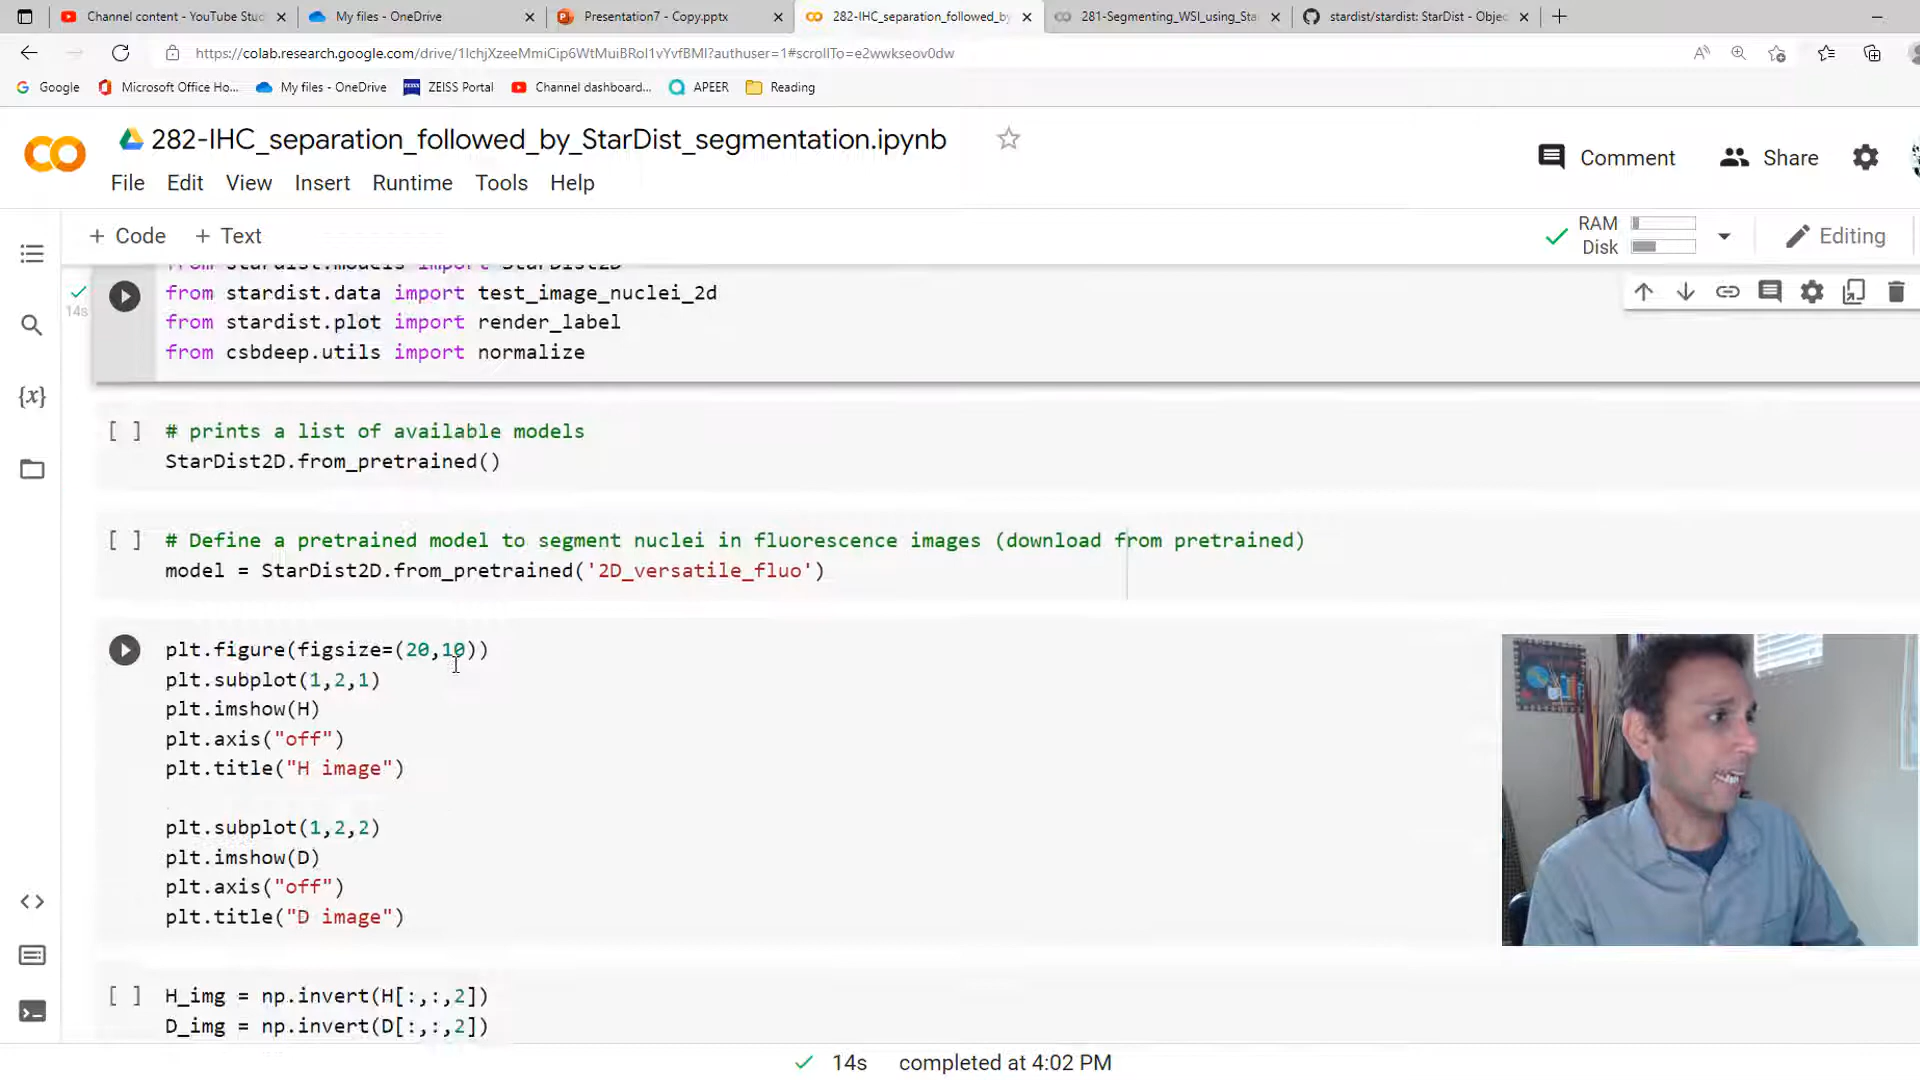 Channel content - YouTube Stud
My files - OneDrive
Presentation7 - Copy.pptx
282-IHC_separation_followed_by
281-Segmenting_WSI_using_Sta
stardist/stardist: StarDist - Objec
https://colab.research.google.com/drive/1lchjXzeeMmiCip6WtMuiBRoI1vYvfBMl?authuser=1#scrollTo=e2wwkseov0dw
Google
Microsoft Office Ho...
My files - OneDrive
ZEISS Portal
Channel dashboard...
APEER
Reading
282-IHC_separation_followed_by_StarDist_segmentation.ipynb
Comment
Share
File Edit View Insert Runtime Tools Help
+ Code + Text
RAM
Disk
Editing
from stardist.models import StarDist2D
14s
from stardist.data import test_image_nuclei_2d
from stardist.plot import render_label
from csbdeep.utils import normalize
[ ] # prints a list of available models
StarDist2D.from_pretrained()
[ ] # Define a pretrained model to segment nuclei in fluorescence images (download from pretrained)
model = StarDist2D.from_pretrained('2D_versatile_fluo')
plt.figure(figsize=(20,10))
plt.subplot(1,2,1)
plt.imshow(H)
plt.axis("off")
plt.title("H image")
plt.subplot(1,2,2)
plt.imshow(D)
plt.axis("off")
plt.title("D image")
[ ] H_img = np.invert(H[:,:,2])
D_img = np.invert(D[:,:,2])
14s completed at 4:02 PM